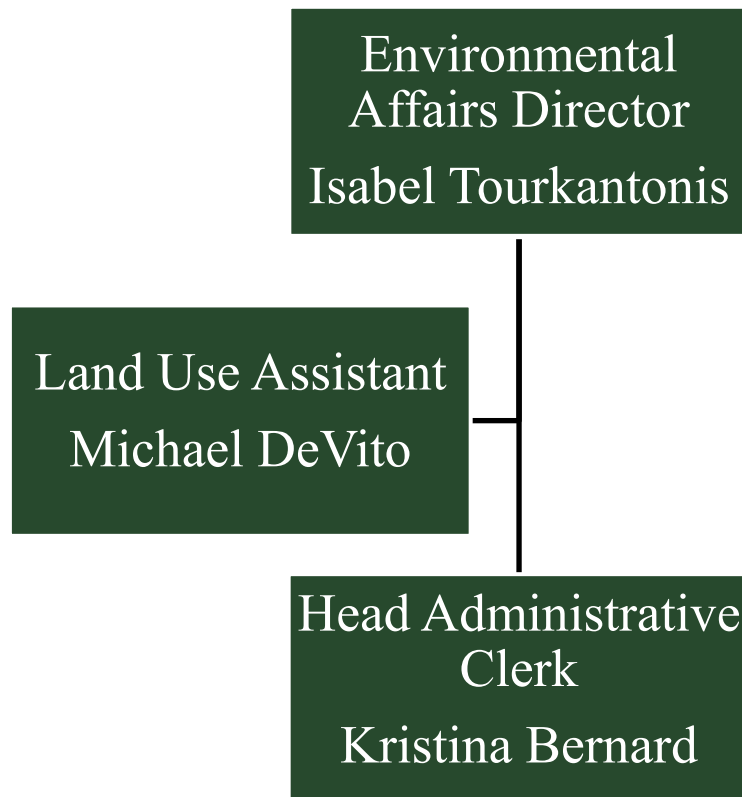 Environmental
Affairs Director
Isabel Tourkantonis
Land Use Assistant
Michael DeVito
Head Administrative
Clerk
Kristina Bernard